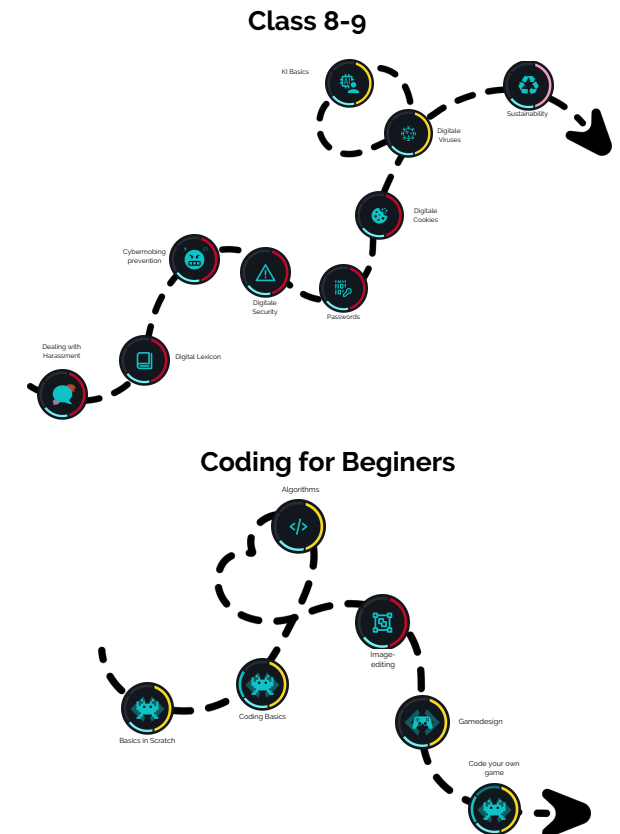 Class 8-9
KI Basics
Digitale
Viruses
Sustainability
Digitale
Cookies
Cybermobing
prevention
Digitale
Security
Passwords
Dealing with
Harassment
Digital Lexicon
Coding for Beginers
Algorithms
Image-
editing
Coding Basics
Basics in Scratch
Gamedesign
Code your own
game